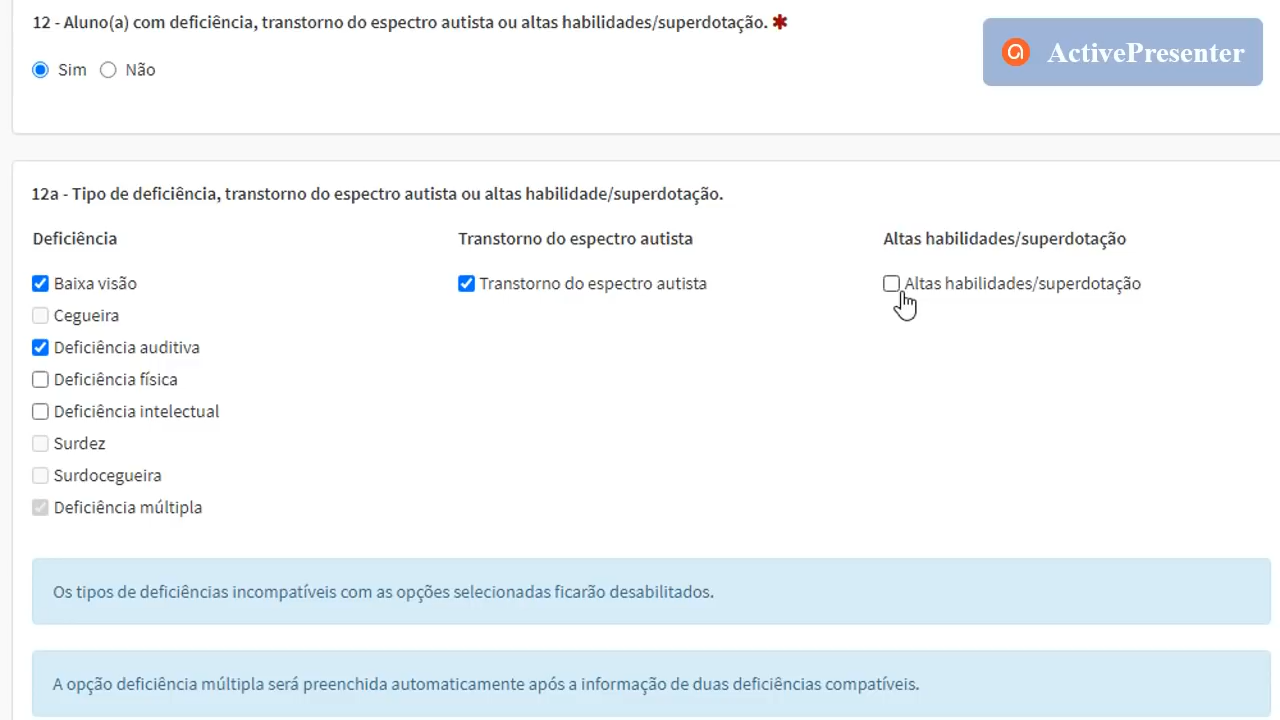 12 - Aluno(a) com deficiência, transtorno do espectro autista ou altas habilidades/superdotação. ✱
ActivePresenter
Sim Não
12a - Tipo de deficiência, transtorno do espectro autista ou altas habilidade/superdotação.
Deficiência Transtorno do espectro autista Altas habilidades/superdotação
Baixa visão Transtorno do espectro autista Altas habilidades/superdotação
Cegueira
Deficiência auditiva
Deficiência física
Deficiência intelectual
Surdez
Surdocegueira
Deficiência múltipla
Os tipos de deficiências incompatíveis com as opções selecionadas ficarão desabilitados.
A opção deficiência múltipla será preenchida automaticamente após a informação de duas deficiências compatíveis.